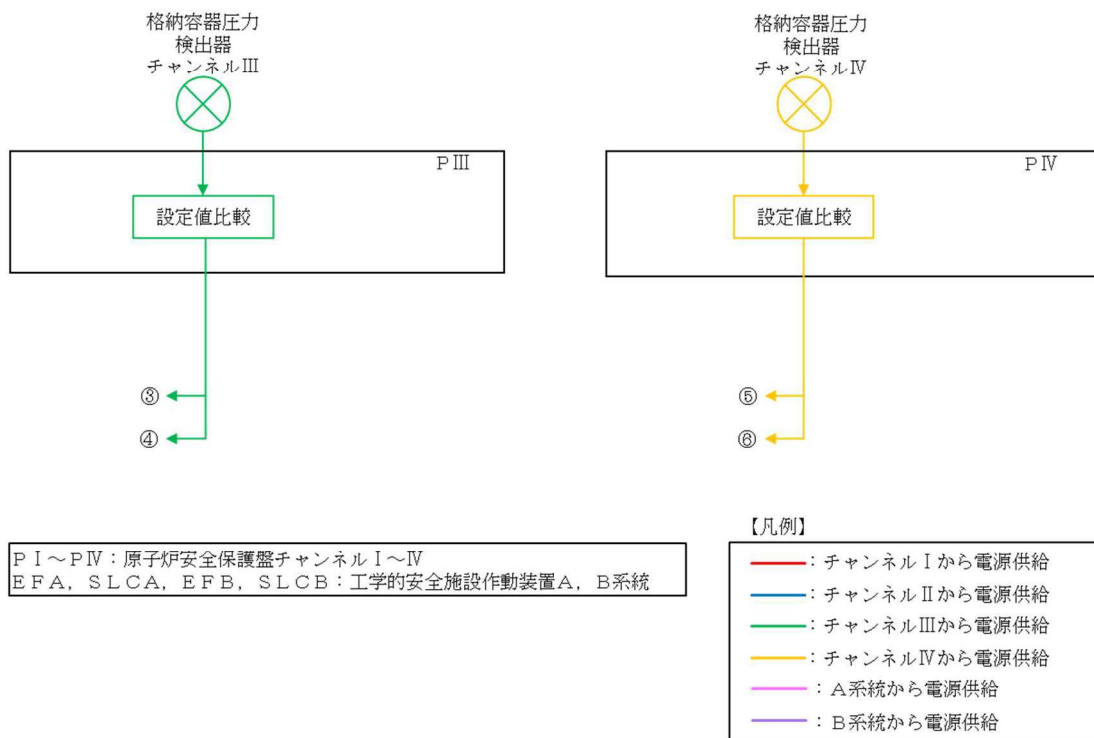 格納容器圧力
検出器
チャンネルⅢ
PⅢ
設定値比較
③
④
格納容器圧力
検出器
チャンネルⅣ
PⅣ
設定値比較
⑤
⑥
PⅠ～PⅣ：原子炉安全保護盤チャンネルⅠ～Ⅳ
EFA，SLCA，EFB，SLCB：工学的安全施設作動装置A，B系統
【凡例】
：チャンネルⅠから電源供給
：チャンネルⅡから電源供給
：チャンネルⅢから電源供給
：チャンネルⅣから電源供給
：A系統から電源供給
：B系統から電源供給